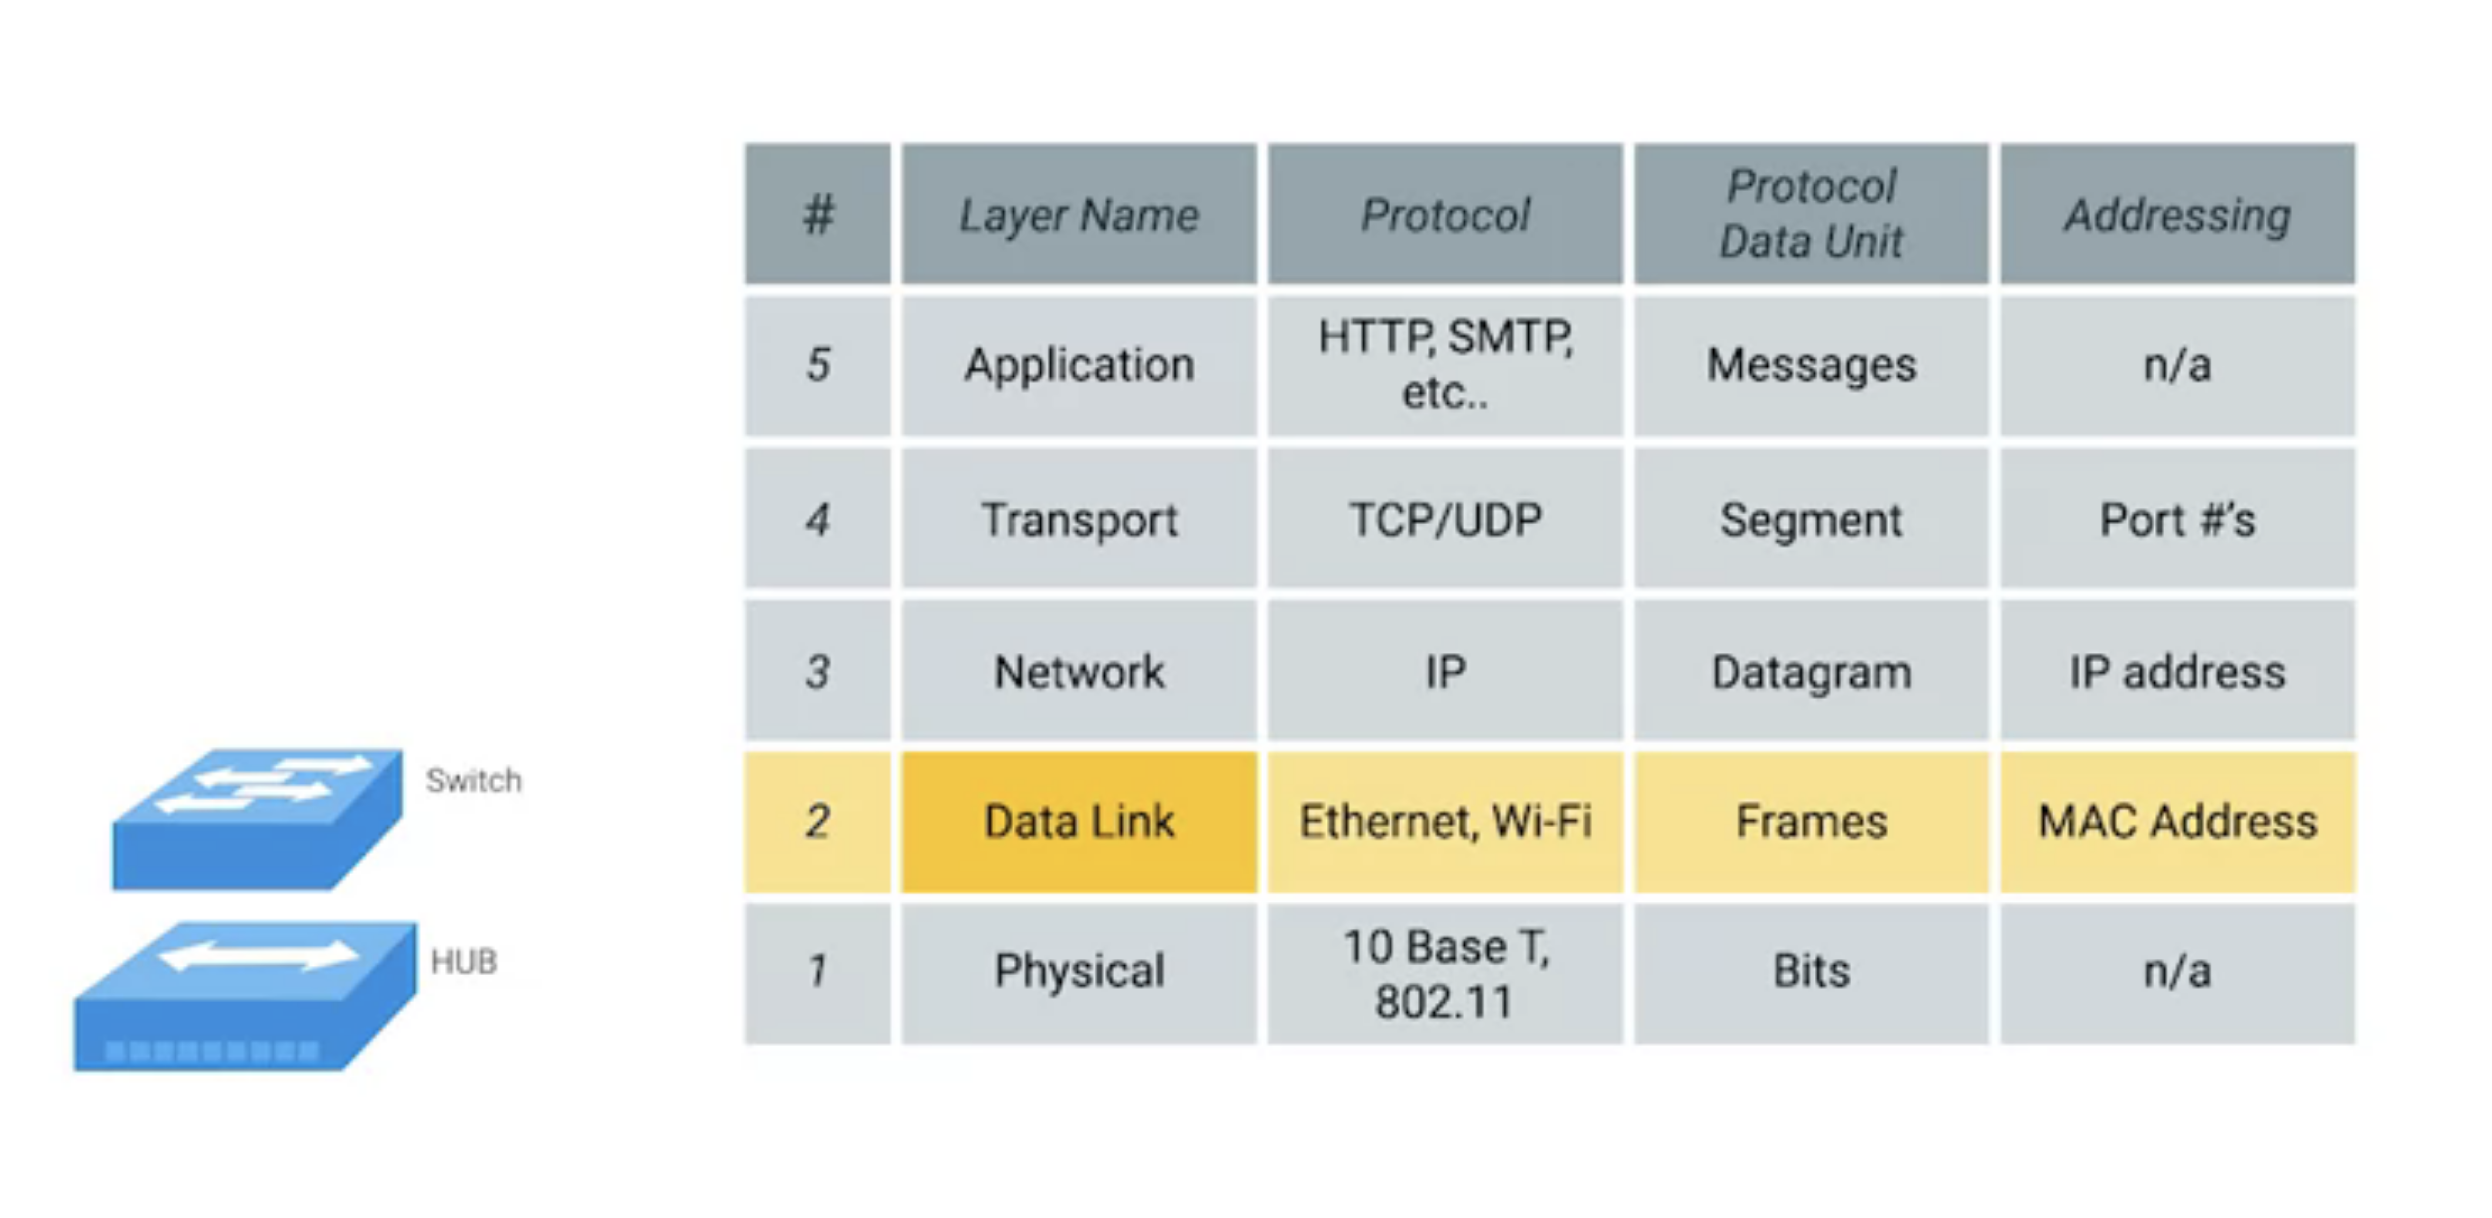 # Layer Name Protocol Protocol Data Unit Addressing
5 Application HTTP, SMTP, etc.. Messages n/a
4 Transport TCP/UDP Segment Port #'s
3 Network IP Datagram IP address
Switch
2 Data Link Ethernet, Wi-Fi Frames MAC Address
HUB
1 Physical 10 Base T, 802.11 Bits n/a